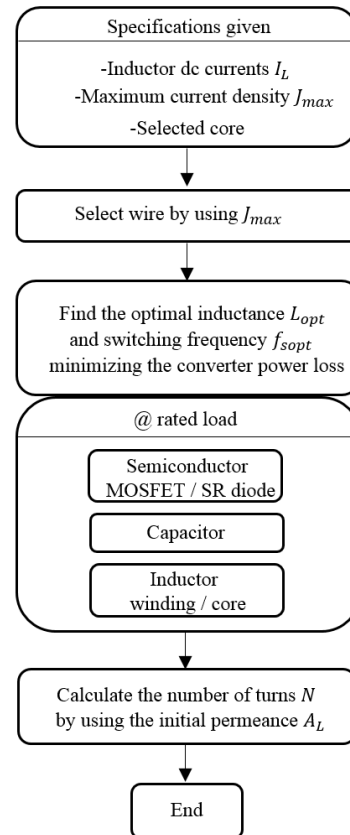 Specifications given
-Inductor dc currents I_L
-Maximum current density J_max
-Selected core
Select wire by using J_max
Find the optimal inductance L_opt
and switching frequency f_sopt
minimizing the converter power loss
@ rated load
Semiconductor
MOSFET / SR diode
Capacitor
Inductor
winding / core
Calculate the number of turns N
by using the initial permeance A_L
End